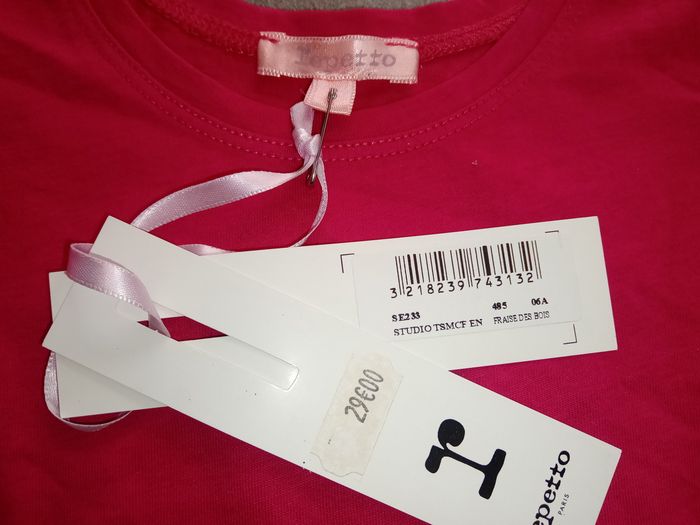 repetto
3 218239 743132
SE233 485 06A
STUDIO TSMCF EN FRAISE DES BOIS
29€00
r
repetto
PARIS